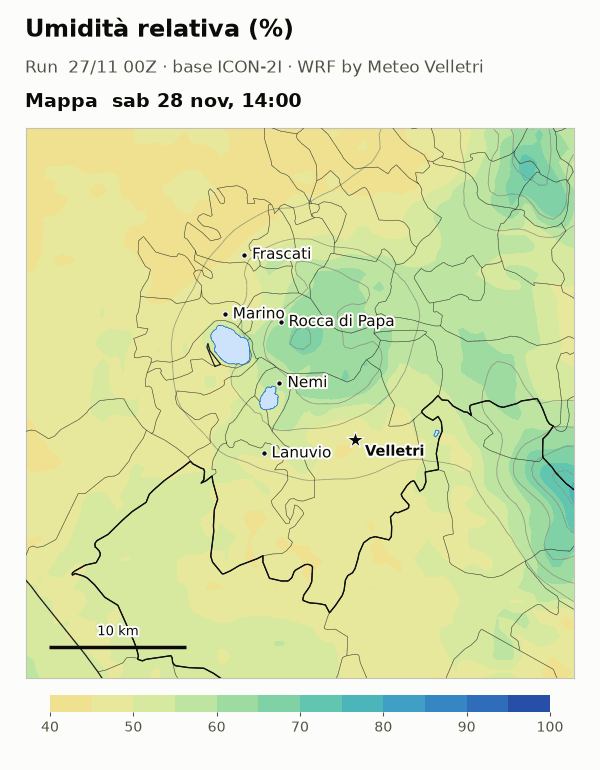 Umidità relativa (%)
Run  27/11 00Z · base ICON-2I · WRF by Meteo Velletri
Mappa  sab 28 nov, 14:00
Frascati
Marino
Rocca di Papa
Nemi
Velletri
Lanuvio
10 km
40 50 60 70 80 90 100